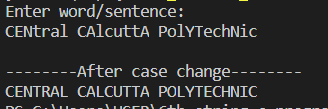 Enter word/sentence:
CENtral CAlcuttA PolYTechNic
--------After case change--------
CENTRAL CALCUTTA POLYTECHNIC